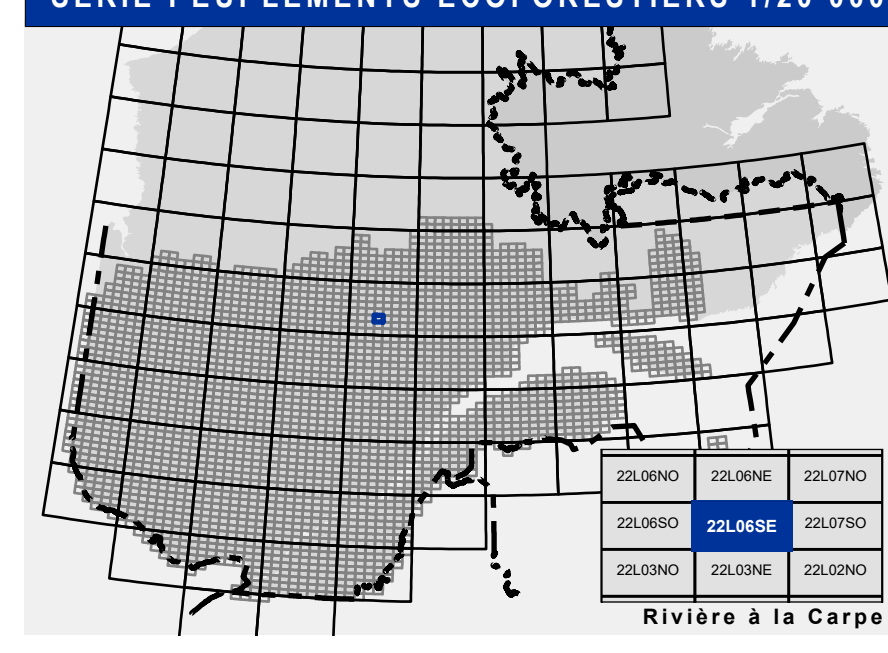 SÉRIE PEUPLEMENTS ÉCOFORESTIERS 1/20 000
22L06NO 22L06NE 22L07NO
22L06SO 22L06SE 22L07SO
22L03NO 22L03NE 22L02NO
Rivière à la Carpe